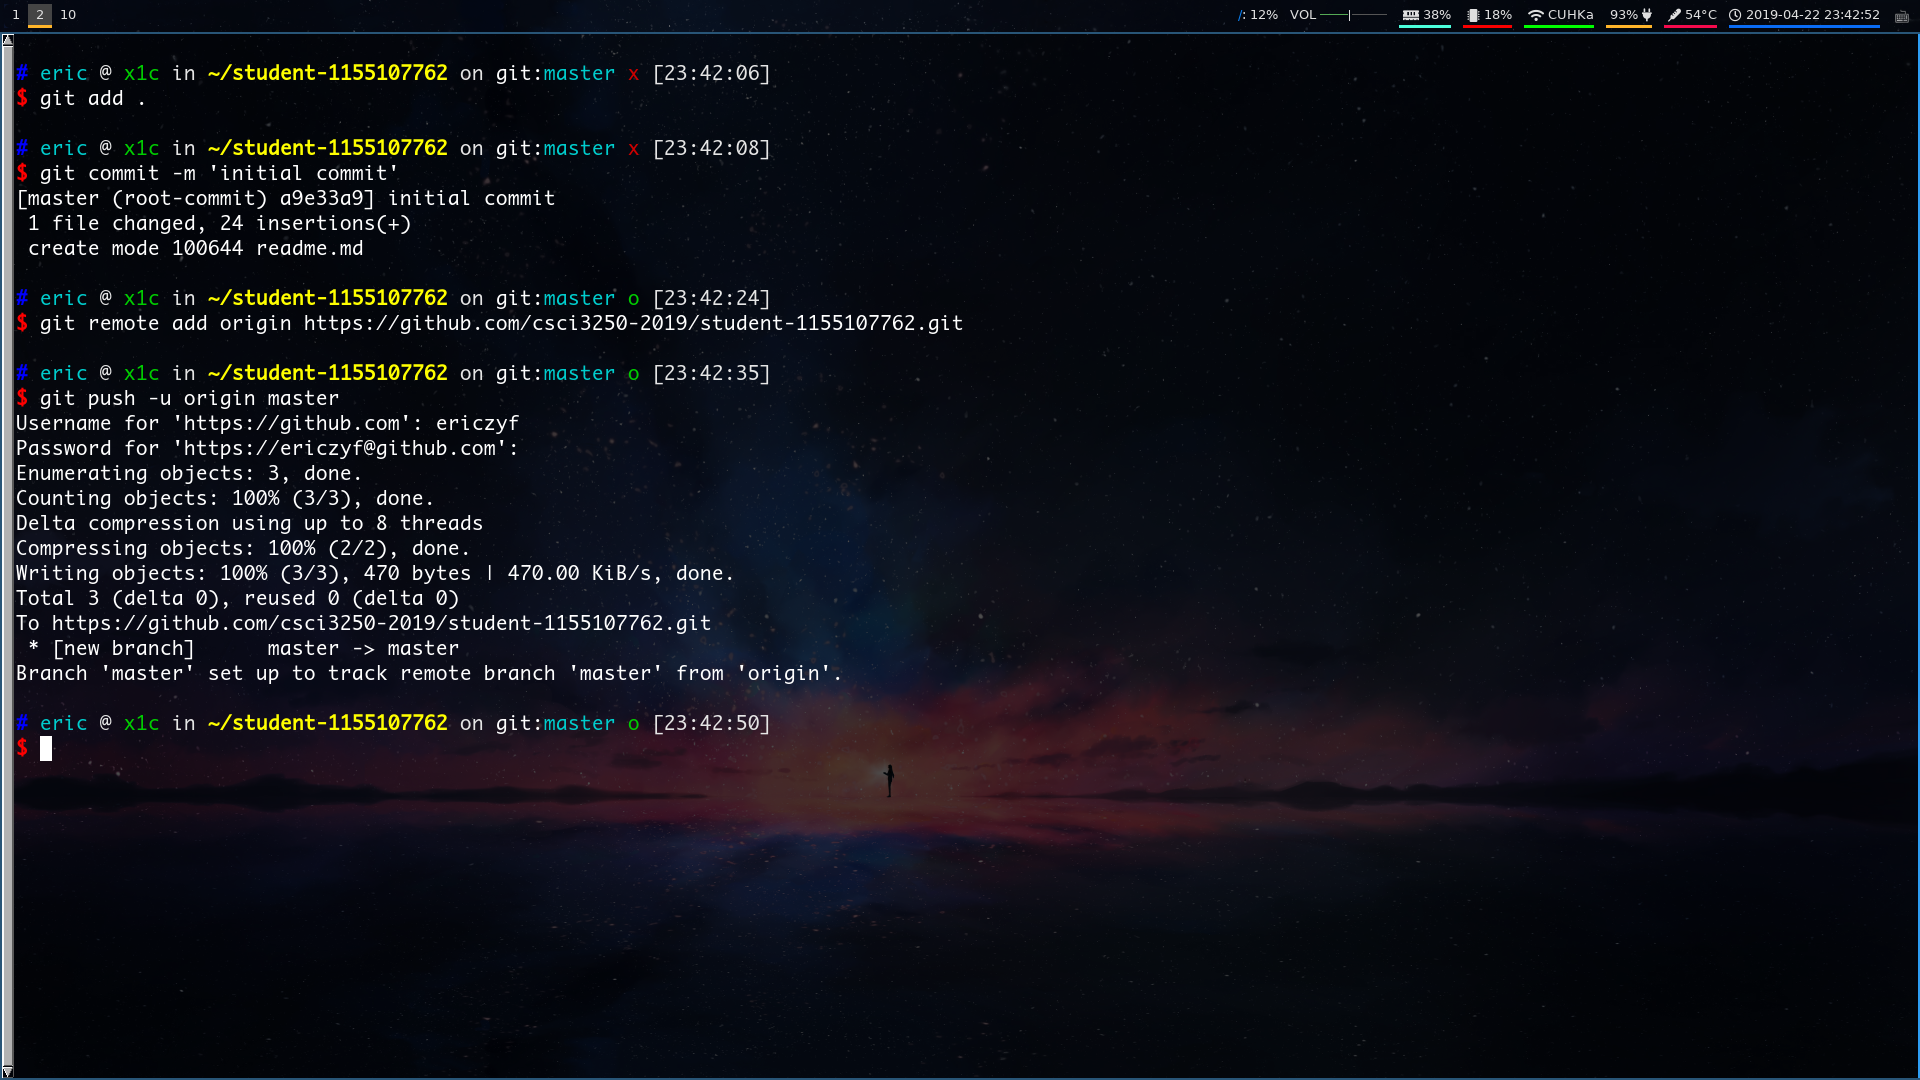 1 2 10 /: 12% VOL 38% 18% CUHKa 93% 54°C 2019-04-22 23:42:52
# eric @ x1c in ~/student-1155107762 on git:master x [23:42:06]
$ git add .
# eric @ x1c in ~/student-1155107762 on git:master x [23:42:08]
$ git commit -m 'initial commit'
[master (root-commit) a9e33a9] initial commit
 1 file changed, 24 insertions(+)
 create mode 100644 readme.md
# eric @ x1c in ~/student-1155107762 on git:master o [23:42:24]
$ git remote add origin https://github.com/csci3250-2019/student-1155107762.git
# eric @ x1c in ~/student-1155107762 on git:master o [23:42:35]
$ git push -u origin master
Username for 'https://github.com': ericzyf
Password for 'https://ericzyf@github.com':
Enumerating objects: 3, done.
Counting objects: 100% (3/3), done.
Delta compression using up to 8 threads
Compressing objects: 100% (2/2), done.
Writing objects: 100% (3/3), 470 bytes | 470.00 KiB/s, done.
Total 3 (delta 0), reused 0 (delta 0)
To https://github.com/csci3250-2019/student-1155107762.git
 * [new branch]      master -> master
Branch 'master' set up to track remote branch 'master' from 'origin'.
# eric @ x1c in ~/student-1155107762 on git:master o [23:42:50]
$